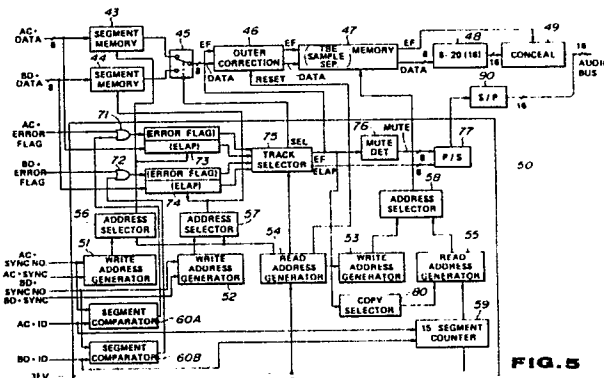 AC+ DATA
8
43
SEGMENT MEMORY
44
SEGMENT MEMORY
BD+ DATA
8
45
8
EF
DATA
46
OUTER CORRECTION
RESET
EF
DATA
47
(TBE SAMPLE SEP) MEMORY
EF
DATA
8
48
8-20 (16)
16
49
CONCEAL
16
AUDIO BUS
90
S/P
16
AC+ ERROR FLAG
71
(ERROR FLAG)
(ELAP)
73
BD+ ERROR FLAG
72
(ERROR FLAG)
(ELAP)
74
75
TRACK SELECTOR
SEL
EF
ELAP
76
MUTE DET
MUTE
8
8
77
P/S
50
56
ADDRESS SELECTOR
57
ADDRESS SELECTOR
54
53
58
ADDRESS SELECTOR
55
AC+ SYNC NO.
AC+SYNC
BD+ SYNC NO.
BD+SYNC
51
WRITE ADDRESS GENERATOR
WRITE ADDRESS GENERATOR
52
READ ADDRESS GENERATOR
WRITE ADDRESS GENERATOR
READ ADDRESS GENERATOR
COPY SELECTOR
80
59
15 SEGMENT COUNTER
AC+ID
SEGMENT COMPARATOR
60A
BD+ID
SEGMENT COMPARATOR
60B
FIG.5